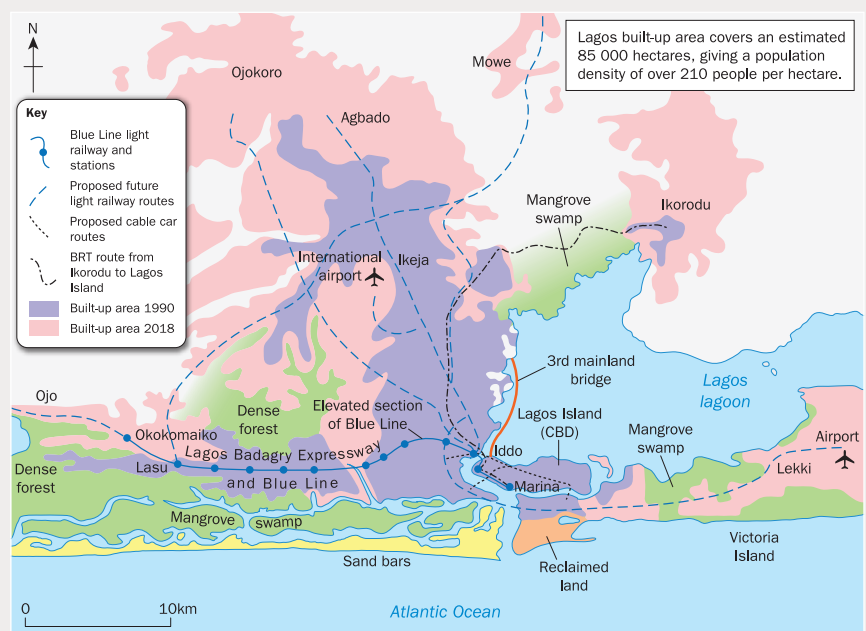 Lagos built-up area covers an estimated
85 000 hectares, giving a population
density of over 210 people per hectare.
N
Mowe
Ojokoro
Agbado
Key
Blue Line light
railway and
stations
Proposed future
light railway routes
Proposed cable car
routes
BRT route from
Ikorodu to Lagos
Island
Built-up area 1990
Built-up area 2018
Mangrove
swamp
Ikorodu
International
airport
Ikeja
3rd mainland
bridge
Lagos
lagoon
Ojo
Dense
forest
Elevated section
of Blue Line
Lagos Island
(CBD)
Okokomaiko
Lagos Badagry Expressway
and Blue Line
Iddo
Mangrove
swamp
Airport
Lekki
Dense
forest
Lasu
Marina
Mangrove swamp
Victoria
Island
Sand bars
Reclaimed
land
0 10km
Atlantic Ocean